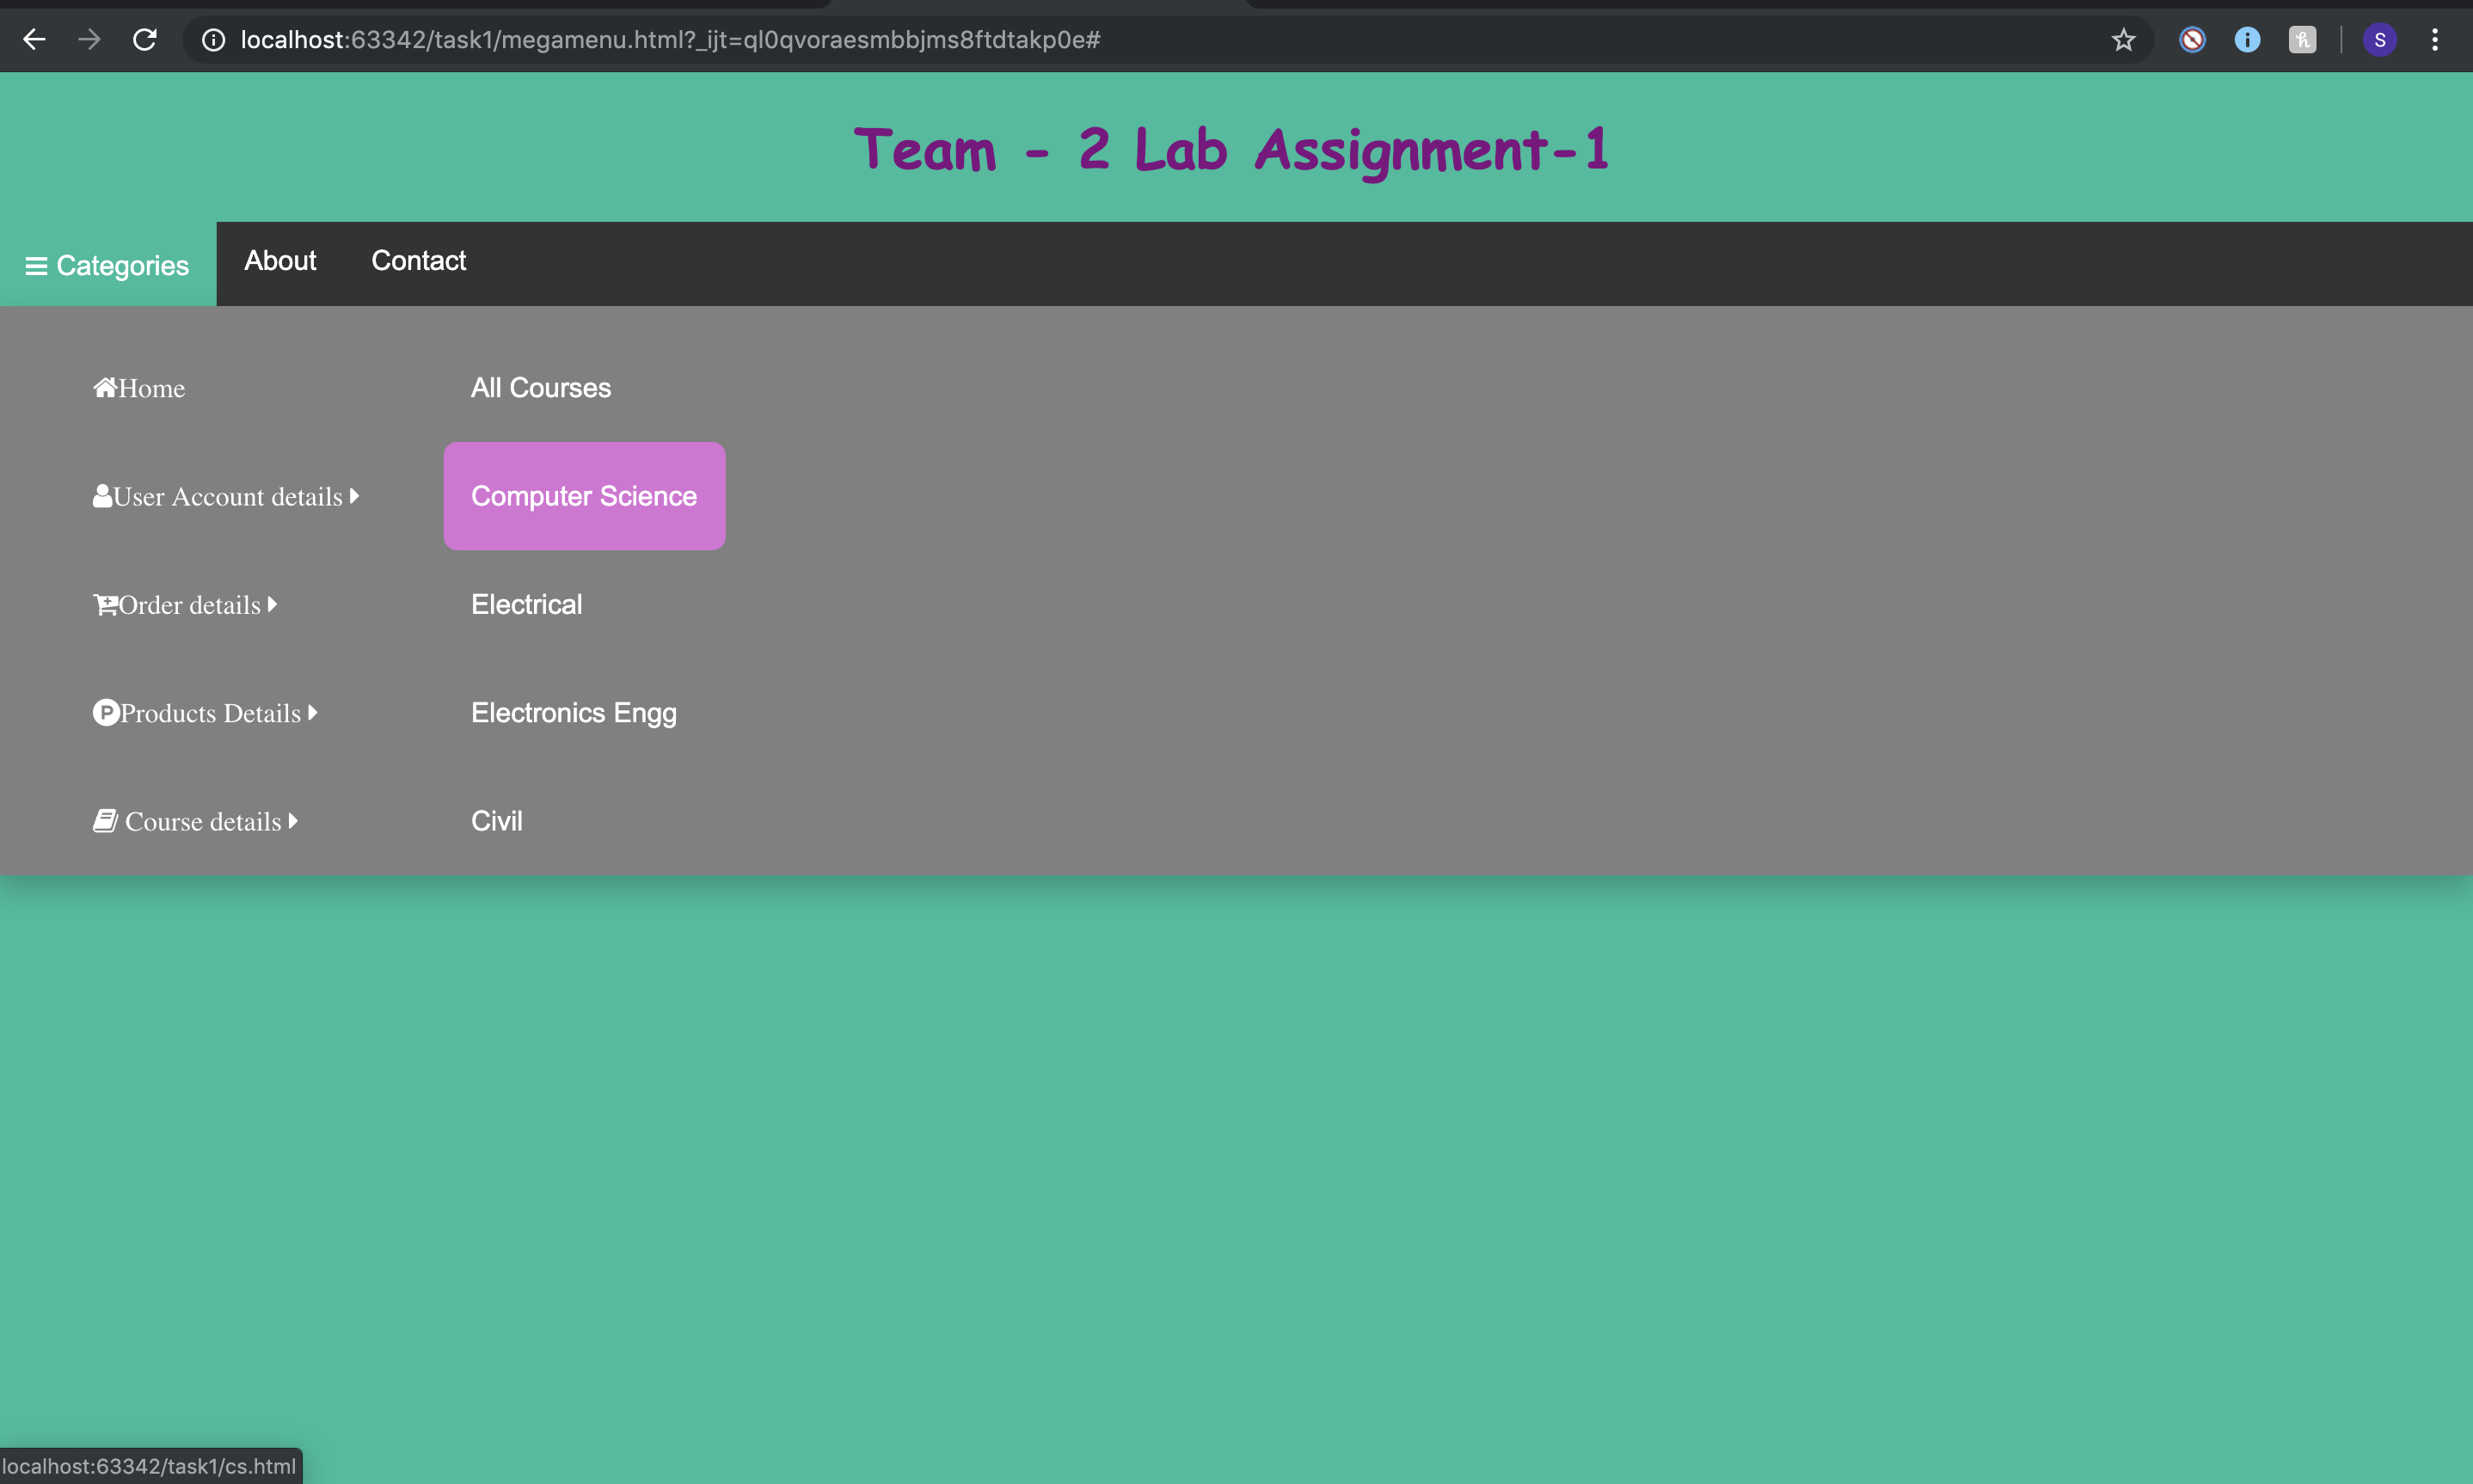 localhost:63342/task1/megamenu.html?_ijt=ql0qvoraesmbbjms8ftdtakp0e#
S
Team - 2 Lab Assignment-1
Categories About Contact
Home
All Courses
User Account details
Computer Science
Order details
Electrical
Products Details
Electronics Engg
Course details
Civil
localhost:63342/task1/cs.html